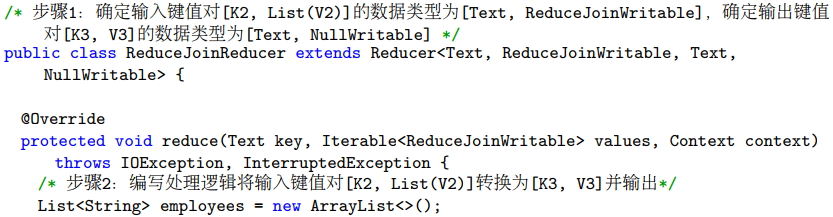 /* 步骤1：确定输入键值对[K2, List(V2)]的数据类型为[Text, ReduceJoinWritable]，确定输出键值
对[K3, V3]的数据类型为[Text, NullWritable] */
public class ReduceJoinReducer extends Reducer<Text, ReduceJoinWritable, Text,
NullWritable> {
@Override
protected void reduce(Text key, Iterable<ReduceJoinWritable> values, Context context)
throws IOException, InterruptedException {
/* 步骤2：编写处理逻辑将输入键值对[K2, List(V2)]转换为[K3, V3]并输出*/
List<String> employees = new ArrayList<>();